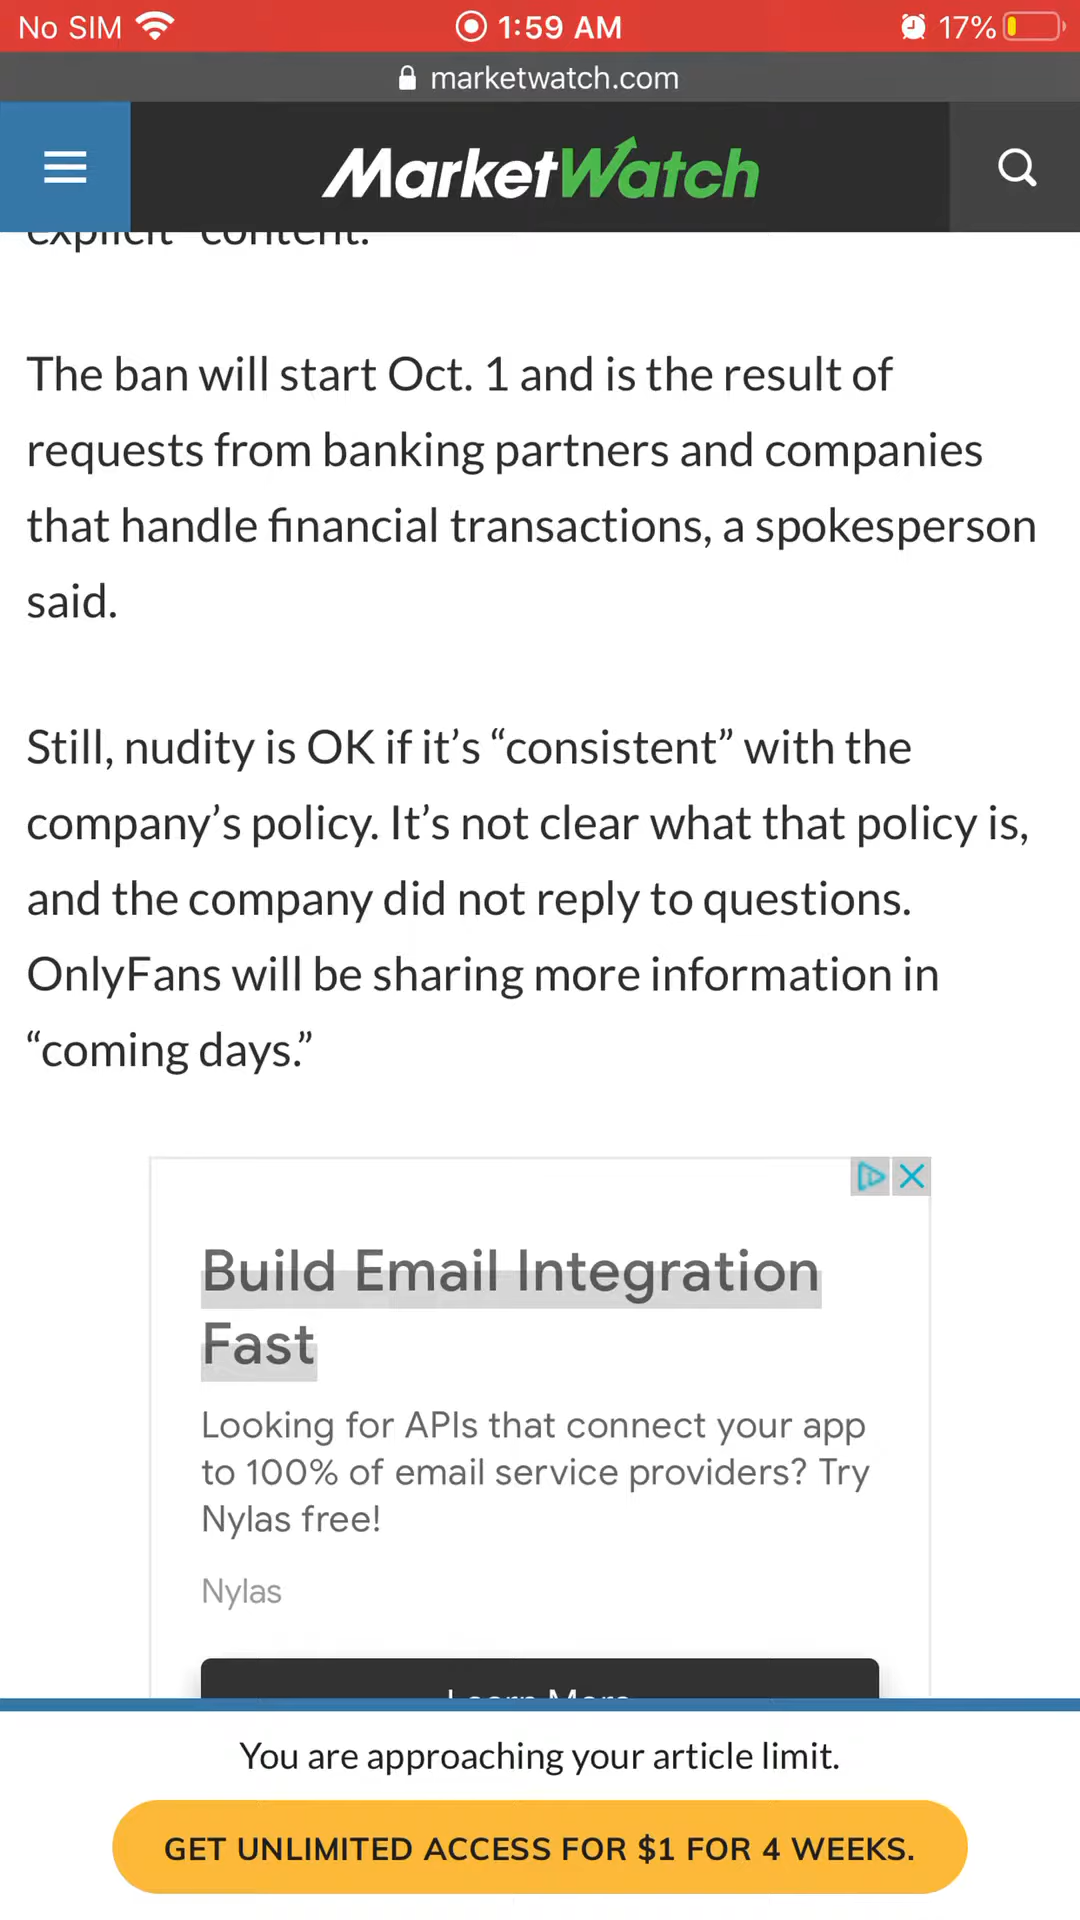 No SIM 1:59 AM 17%
marketwatch.com
MarketWatch
explicit" content.
The ban will start Oct. 1 and is the result of
requests from banking partners and companies
that handle financial transactions, a spokesperson
said.
Still, nudity is OK if it’s “consistent” with the
company’s policy. It’s not clear what that policy is,
and the company did not reply to questions.
OnlyFans will be sharing more information in
“coming days.”
Build Email Integration
Fast
Looking for APIs that connect your app
to 100% of email service providers? Try
Nylas free!
Nylas
Learn More
You are approaching your article limit.
GET UNLIMITED ACCESS FOR $1 FOR 4 WEEKS.